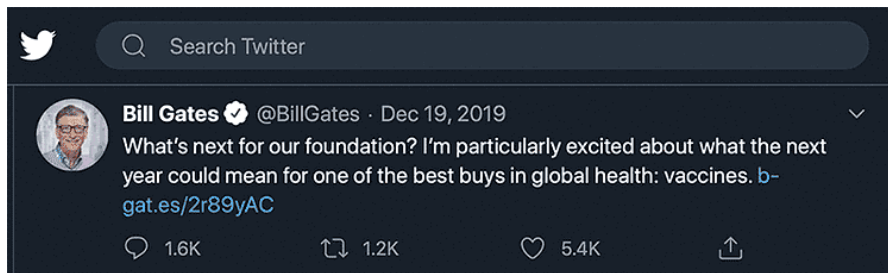 Search Twitter
Bill Gates @BillGates · Dec 19, 2019
What's next for our foundation? I'm particularly excited about what the next
year could mean for one of the best buys in global health: vaccines. b-
gat.es/2r89yAC
1.6K 1.2K 5.4K